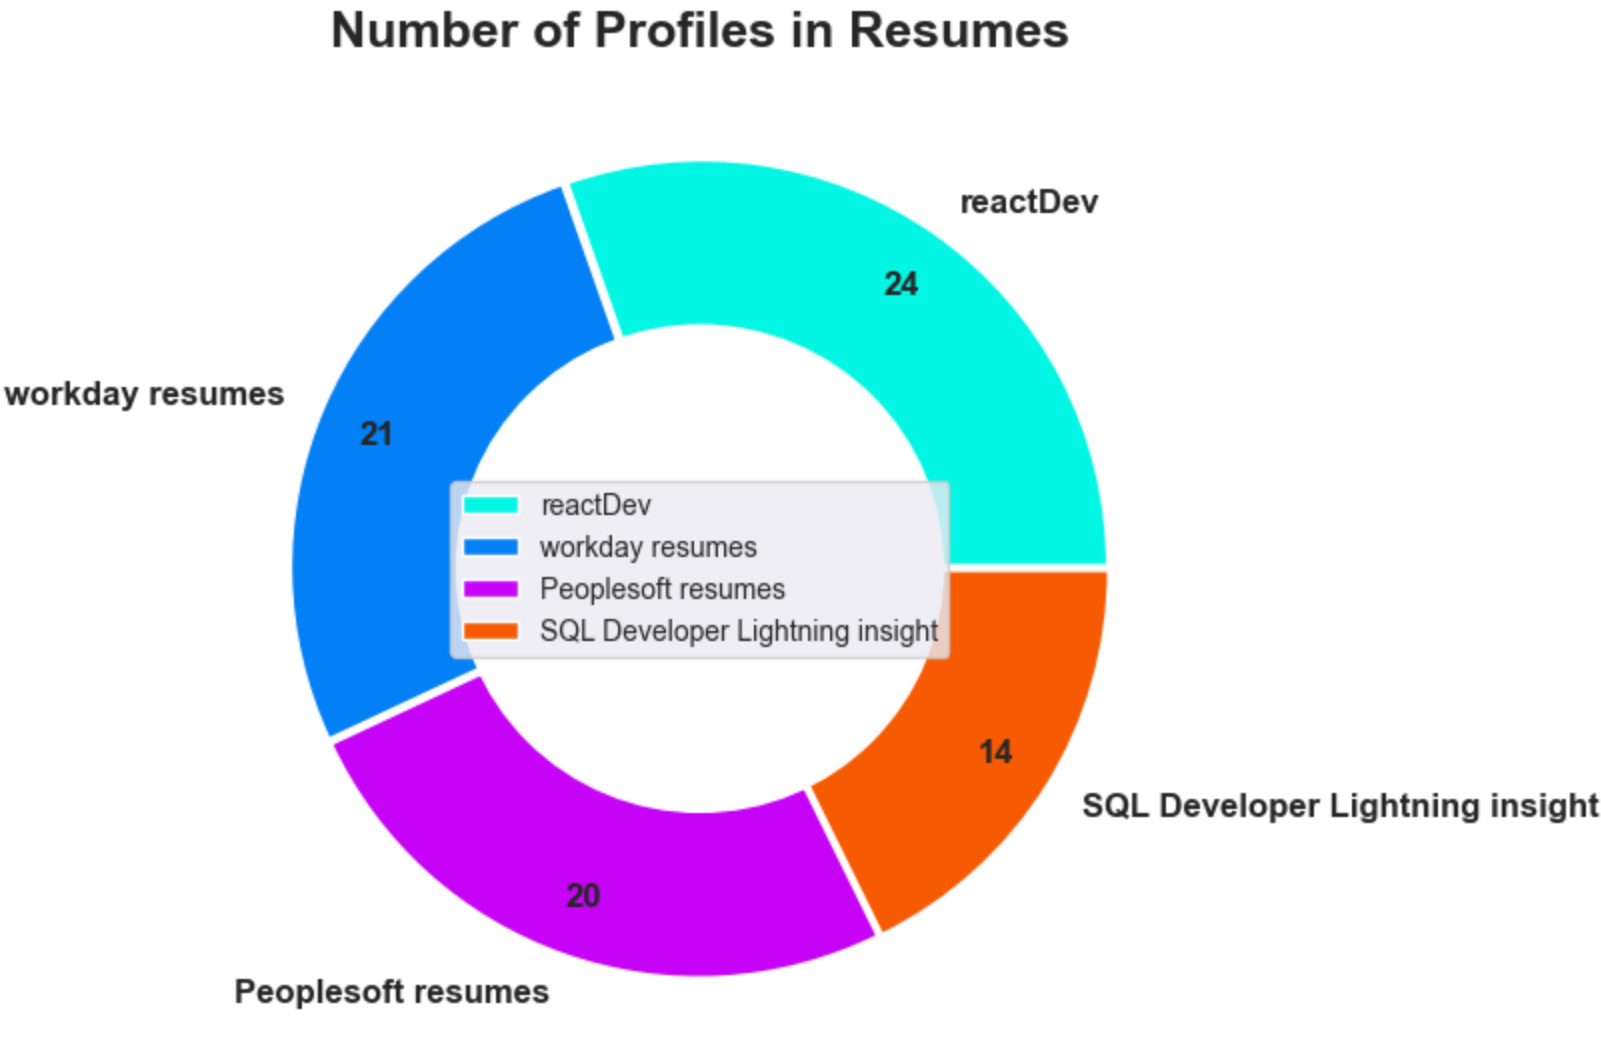 Number of Profiles in Resumes
reactDev
24
workday resumes
21
reactDev
workday resumes
Peoplesoft resumes
SQL Developer Lightning insight
14
SQL Developer Lightning insight
20
Peoplesoft resumes